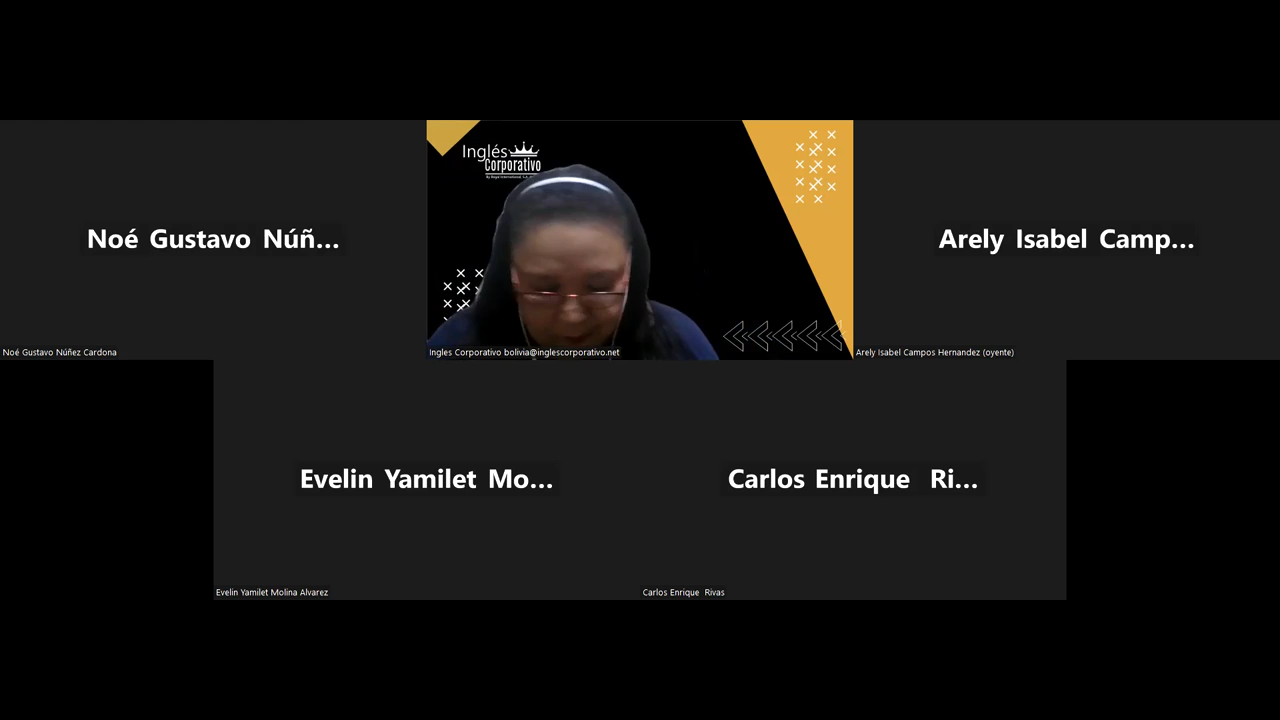 Inglés
Corporativo
Noé Gustavo Núñ...
Arely Isabel Camp...
Noé Gustavo Núñez Cardona
Ingles Corporativo bolivia@inglescorporativo.net
Arely Isabel Campos Hernandez (oyente)
Evelin Yamilet Mo...
Carlos Enrique Ri...
Evelin Yamilet Molina Alvarez
Carlos Enrique Rivas